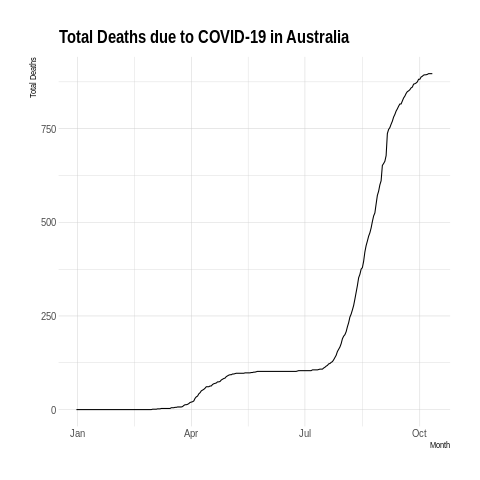 Total Deaths due to COVID-19 in Australia
Total Deaths
750
500
250
0
Jan Apr Jul Oct
Month